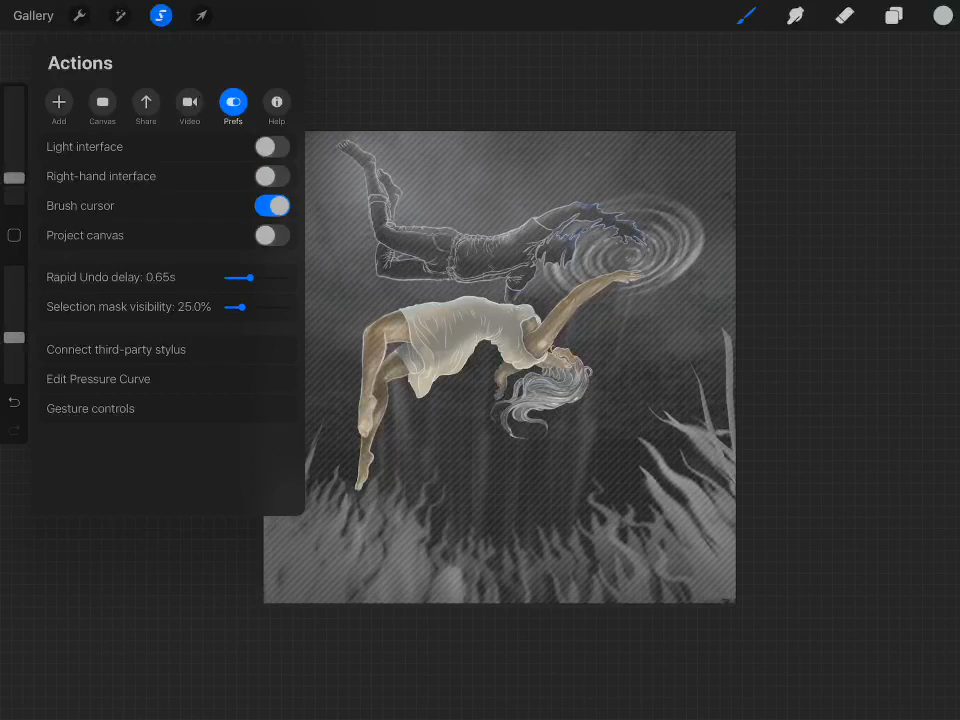 Gallery
Actions
Add Canvas Share Video Prefs Help
Light interface
Right-hand interface
Brush cursor
Project canvas
Rapid Undo delay: 0.65s
Selection mask visibility: 25.0%
Connect third-party stylus
Edit Pressure Curve
Gesture controls